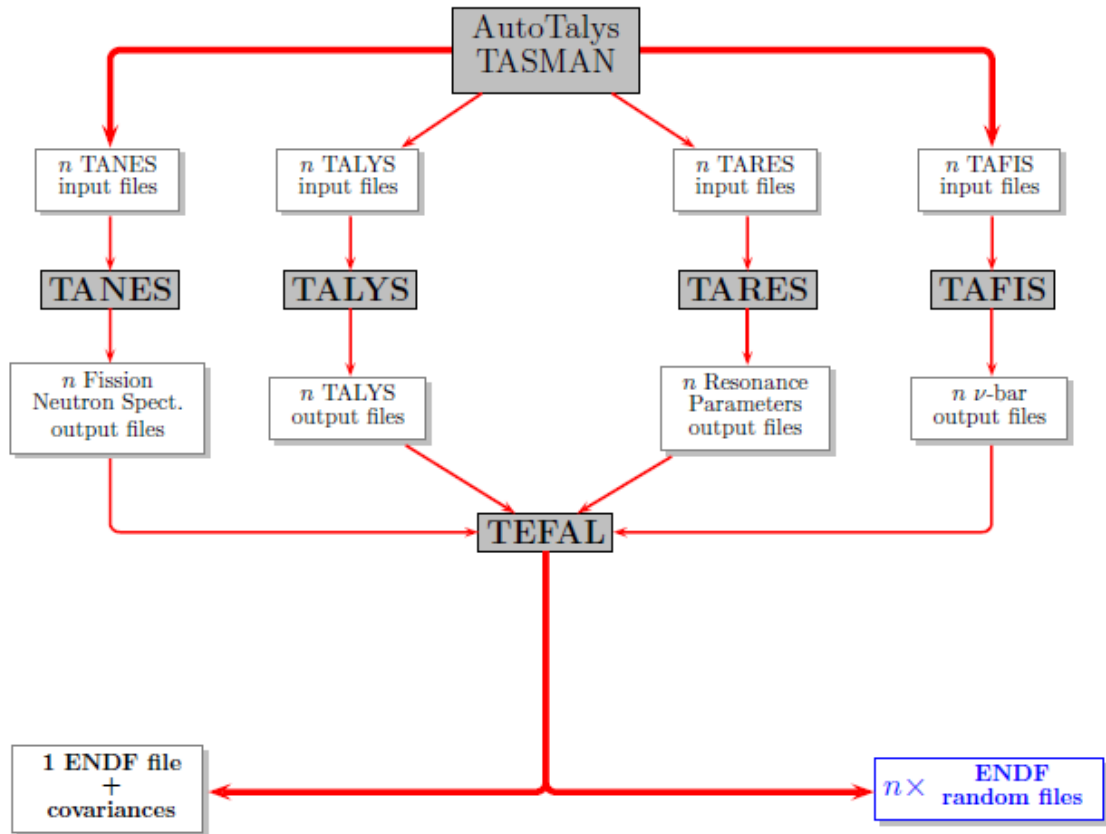 AutoTalys
TASMAN
n TANES
input files
n TALYS
input files
n TARES
input files
n TAFIS
input files
TANES
TALYS
TARES
TAFIS
n Fission
Neutron Spect.
output files
n TALYS
output files
n Resonance
Parameters
output files
n ν-bar
output files
TEFAL
1 ENDF file
+
covariances
n× ENDF
random files